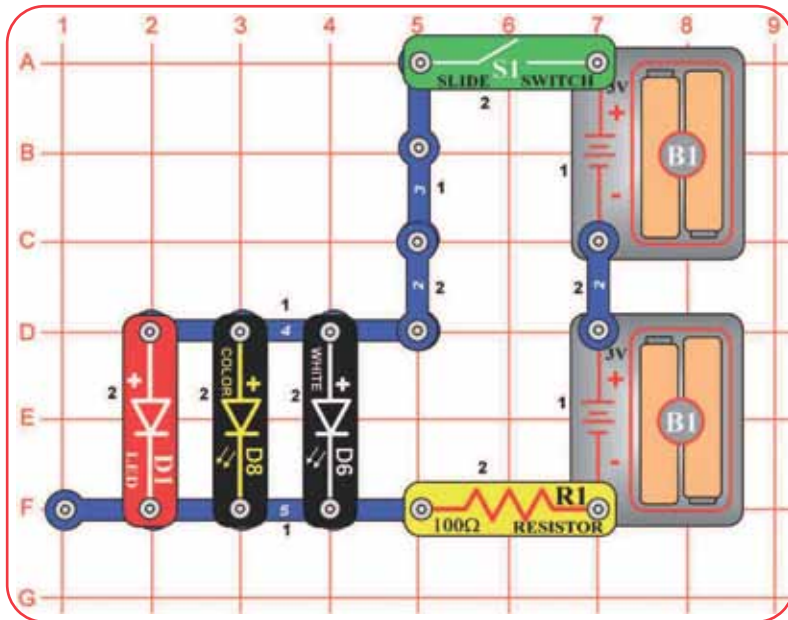 1 2 3 4 5 6 7 8 9
A
S1
SLIDE SWITCH
2
3V
+
B1
B
1
-
3
1
C
2
2
2
2
D
1
4
3V
+
COLOR
+
WHITE
+
+
2
2
2
1
B1
E
-
D1
LED
D8
D6
2
F
R1
100Ω
RESISTOR
5
1
G